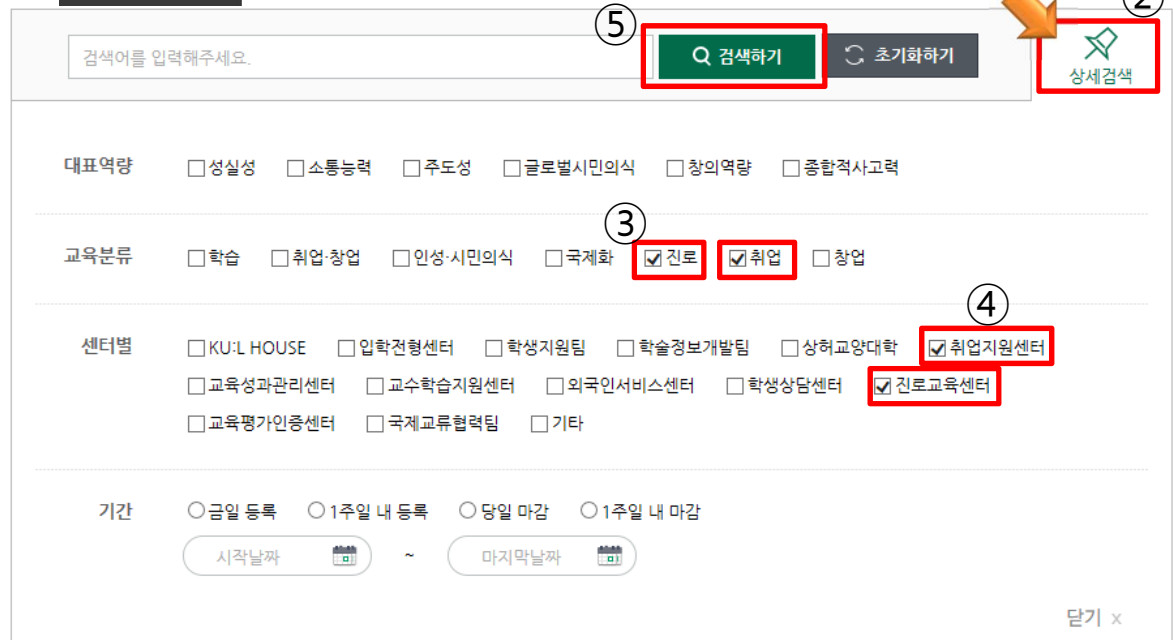 ⑤
②
검색어를 입력해주세요.
검색하기
초기화하기
상세검색
대표역량 성실성 소통능력 주도성 글로벌시민의식 창의역량 종합적사고력
③
교육분류 학습 취업·창업 인성·시민의식 국제화 진로 취업 창업
④
센터별 KU:L HOUSE 입학전형센터 학생지원팀 학술정보개발팀 상허교양대학 취업지원센터
교육성과관리센터 교수학습지원센터 외국인서비스센터 학생상담센터 진로교육센터
교육평가인증센터 국제교류협력팀 기타
기간 금일 등록 1주일 내 등록 당일 마감 1주일 내 마감
시작날짜 ~ 마지막날짜
닫기 x